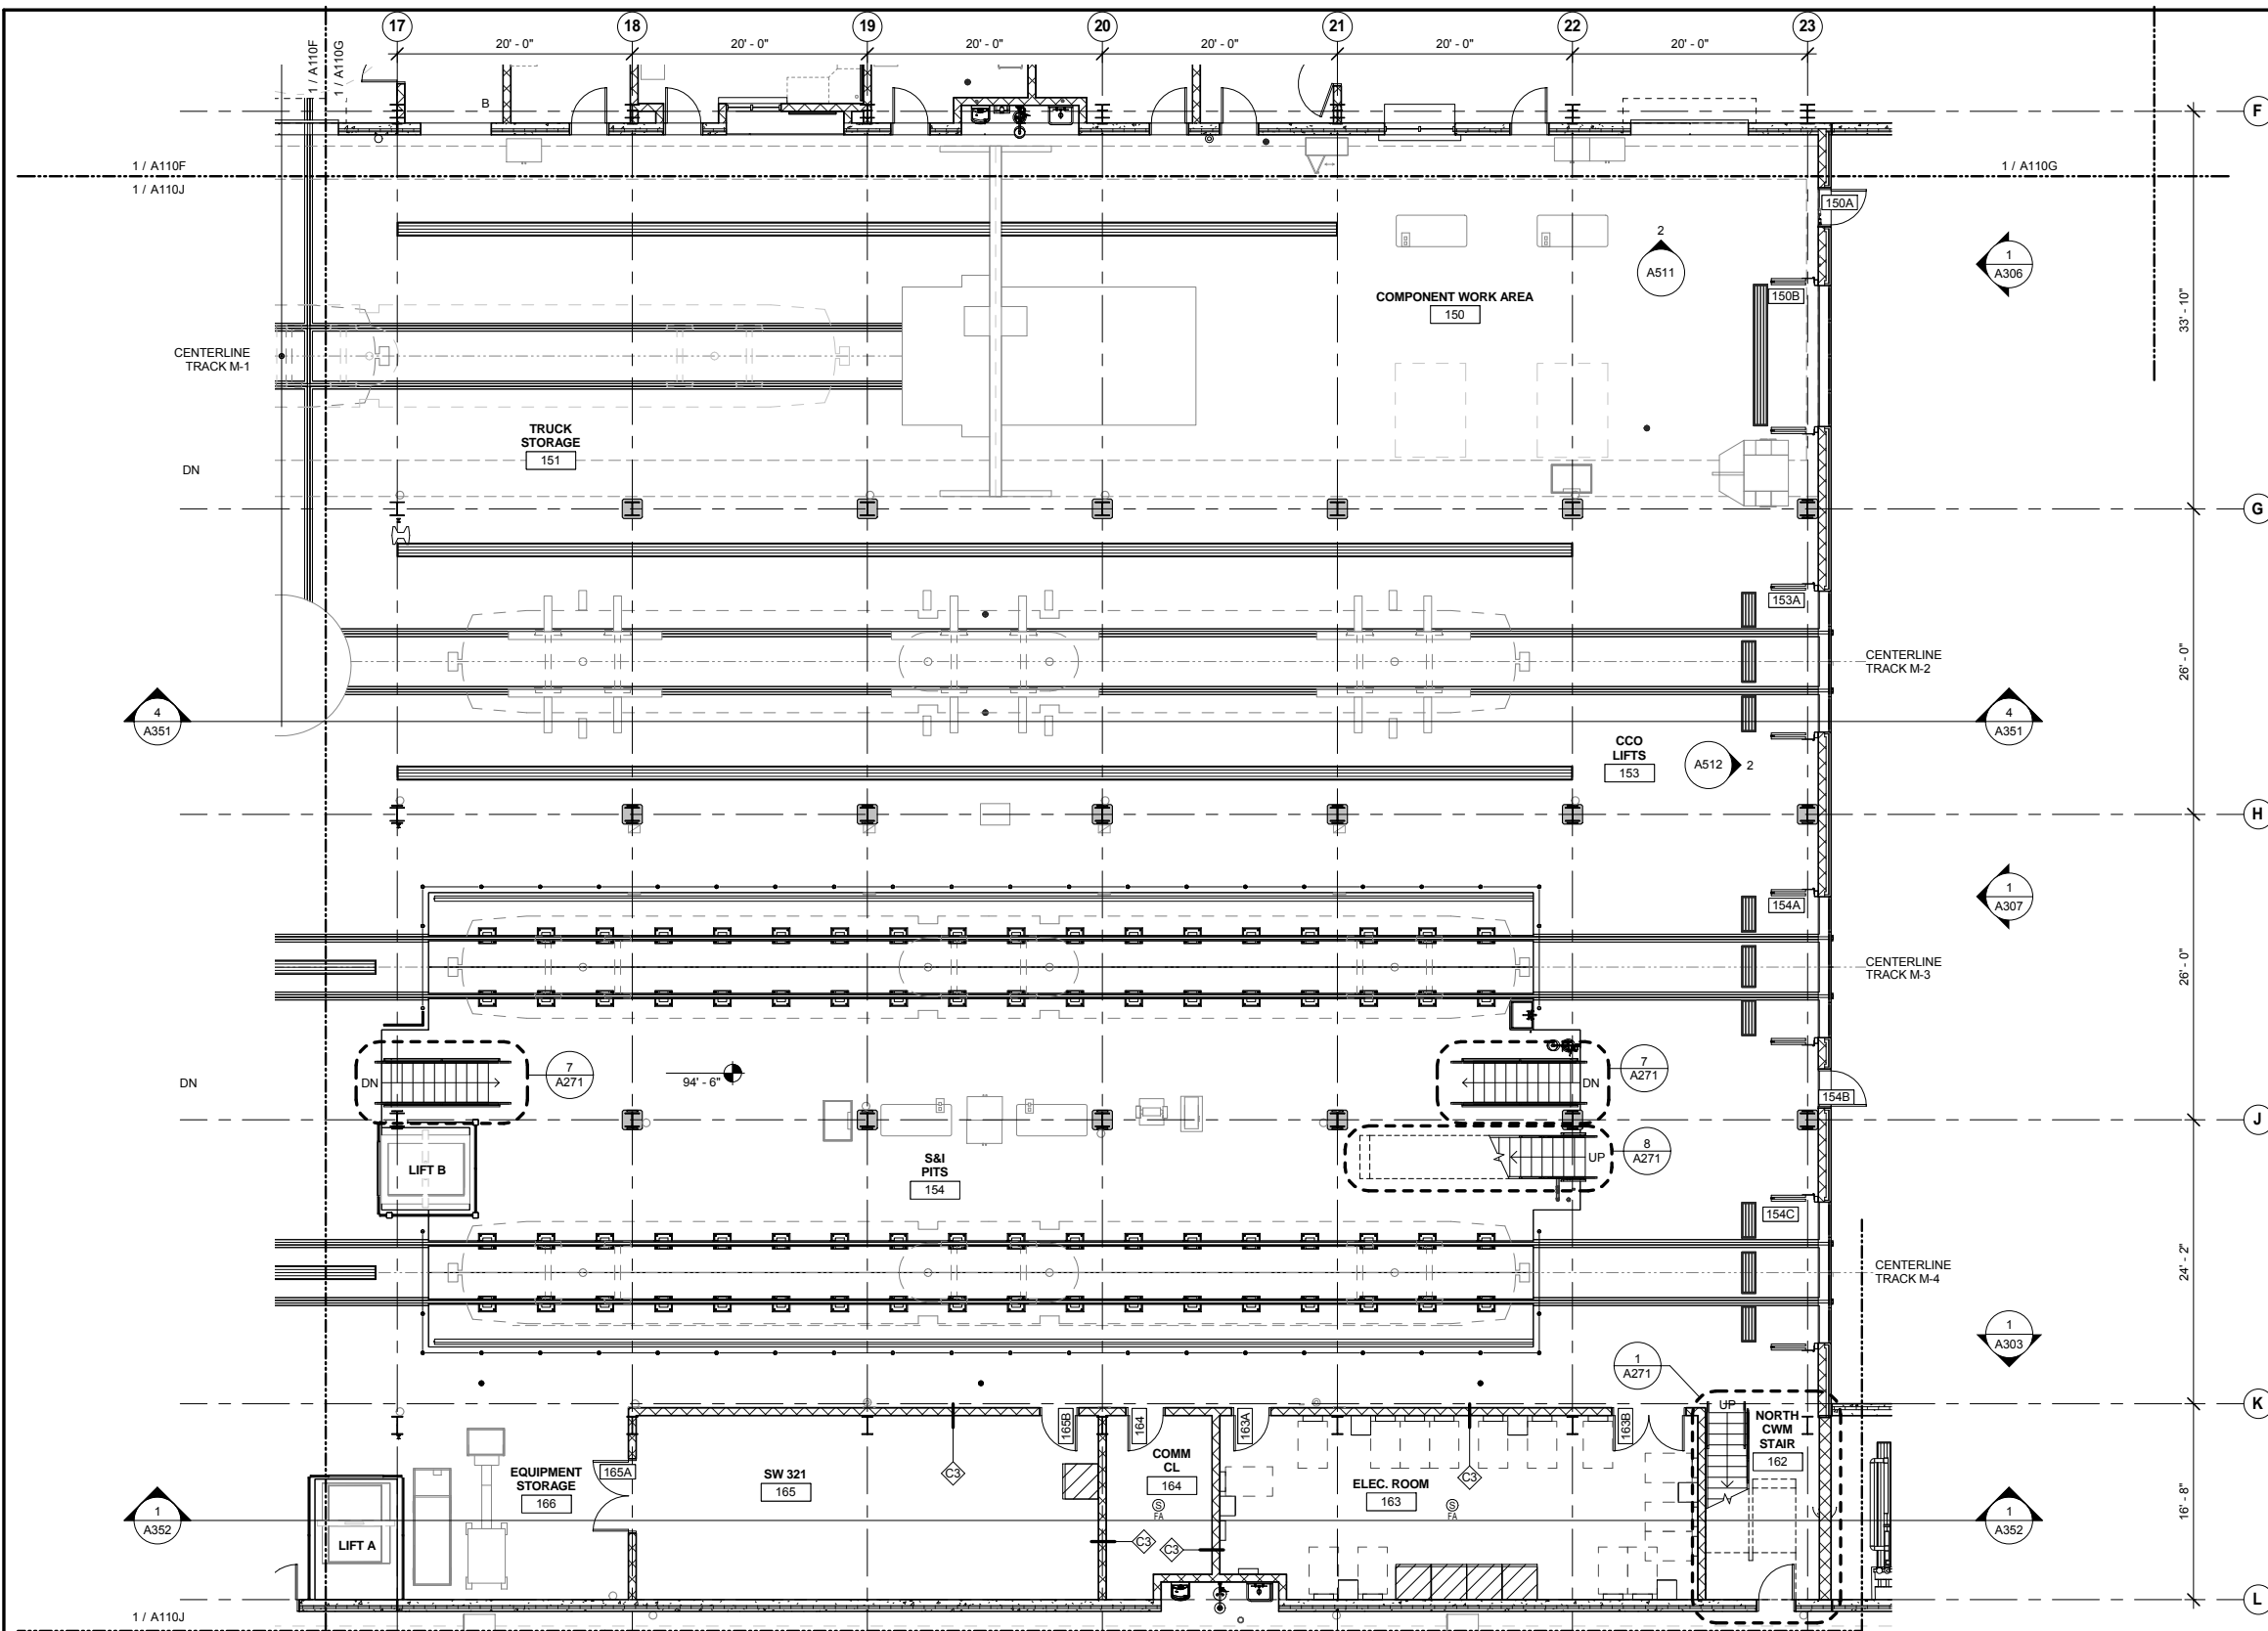 17
18
19
20
21
22
23
20' - 0"
20' - 0"
20' - 0"
20' - 0"
20' - 0"
20' - 0"
1 / A110F
1 / A110G
B
F
1 / A110F
1 / A110J
1 / A110G
150A
2
A511
1
A306
COMPONENT WORK AREA
150
150B
33' - 10"
CENTERLINE
TRACK M-1
TRUCK
STORAGE
151
DN
G
153A
CENTERLINE
TRACK M-2
26' - 0"
4
A351
4
A351
CCO
LIFTS
153
A512
2
H
154A
1
A307
CENTERLINE
TRACK M-3
26' - 0"
DN
DN
7
A271
94' - 6"
DN
7
A271
154B
J
LIFT B
S&I
PITS
154
UP
8
A271
154C
CENTERLINE
TRACK M-4
24' - 2"
1
A303
1
A271
K
UP
NORTH
CWM
STAIR
162
165B
164
163A
163B
EQUIPMENT
STORAGE
166
165A
SW 321
165
C3
COMM
CL
164
S
FA
ELEC. ROOM
163
C3
S
FA
16' - 8"
1
A352
1
A352
LIFT A
C3
C3
L
1 / A110J